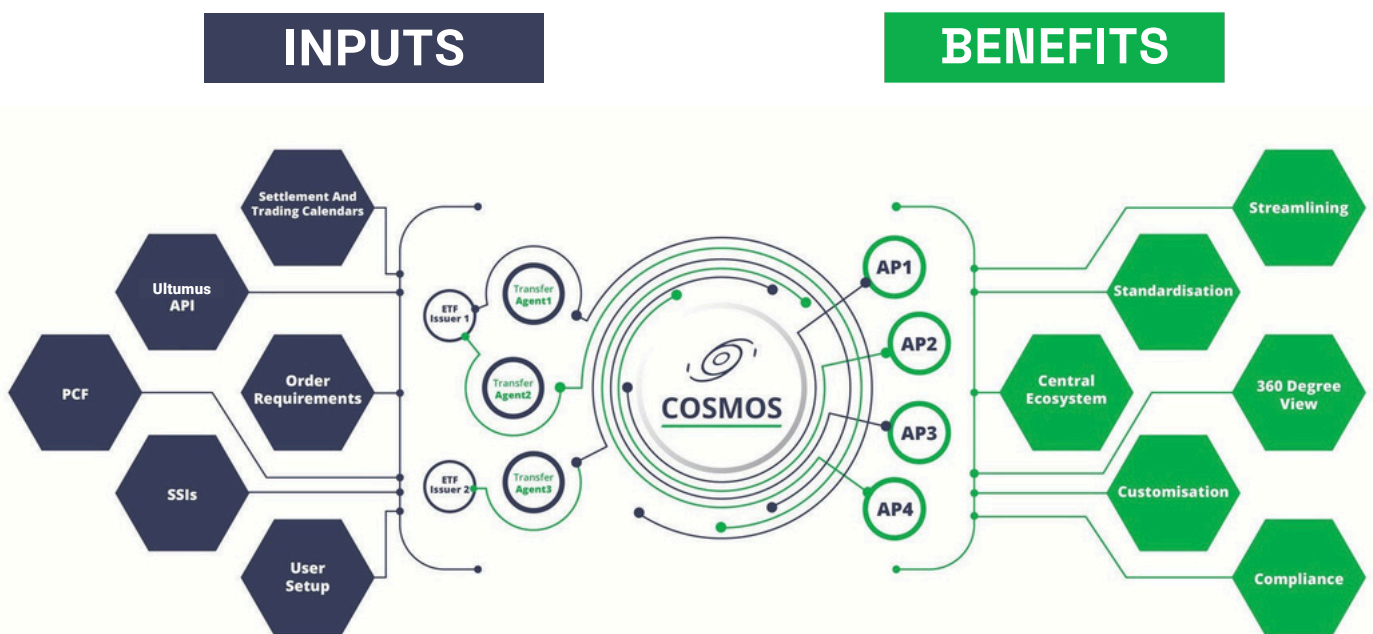 INPUTS
BENEFITS
Settlement And
Trading Calendars
Ultumus
API
PCF
Order
Requirements
SSIs
User
Setup
ETF
Issuer 1
Transfer
Agent1
Transfer
Agent2
ETF
Issuer 2
Transfer
Agent3
COSMOS
AP1
AP2
AP3
AP4
Streamlining
Standardisation
Central
Ecosystem
360 Degree
View
Customisation
Compliance